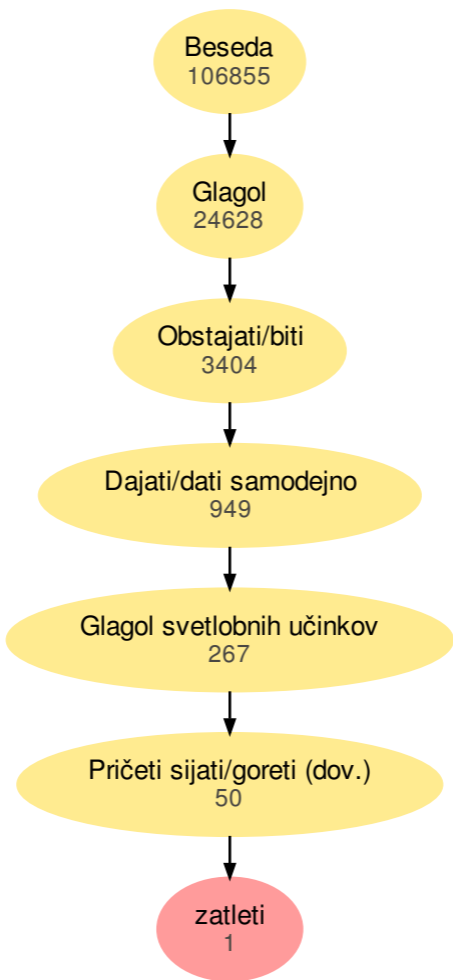 Beseda
106855
Glagol
24628
Obstajati/biti
3404
Dajati/dati samodejno
949
Glagol svetlobnih učinkov
267
Pričeti sijati/goreti (dov.)
50
zatleti
1